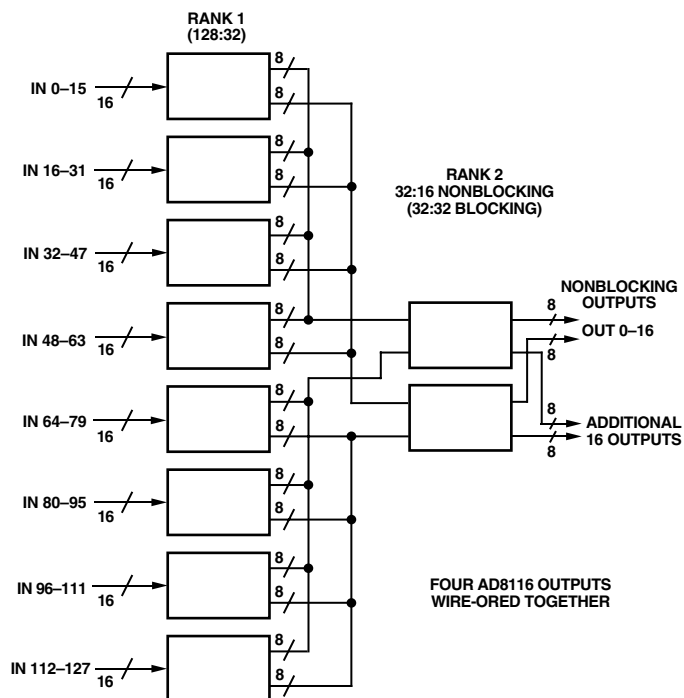 RANK 1
(128:32)
8
IN 0–15
16
8
8
IN 16–31
16
8
RANK 2
32:16 NONBLOCKING
(32:32 BLOCKING)
8
IN 32–47
16
8
NONBLOCKING
OUTPUTS
8
OUT 0–16
8
8
IN 48–63
16
8
8
IN 64–79
16
8
8
ADDITIONAL
16 OUTPUTS
8
8
IN 80–95
16
8
8
IN 96–111
16
8
FOUR AD8116 OUTPUTS
WIRE-ORED TOGETHER
8
IN 112–127
16
8